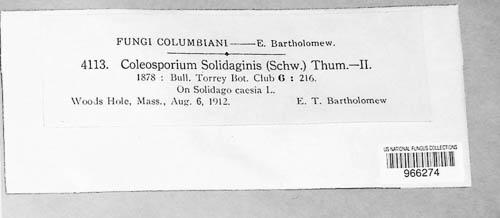 FUNGI COLUMBIANI—E. Bartholomew.
4113. Coleosporium Solidaginis (Schw.) Thum.—II.
1878 : Bull. Torrey Bot. Club 6 : 216.
On Solidago caesia L.
Woods Hole, Mass., Aug. 6, 1912. E. T. Bartholomew
US NATIONAL FUNGUS COLLECTIONS
966274